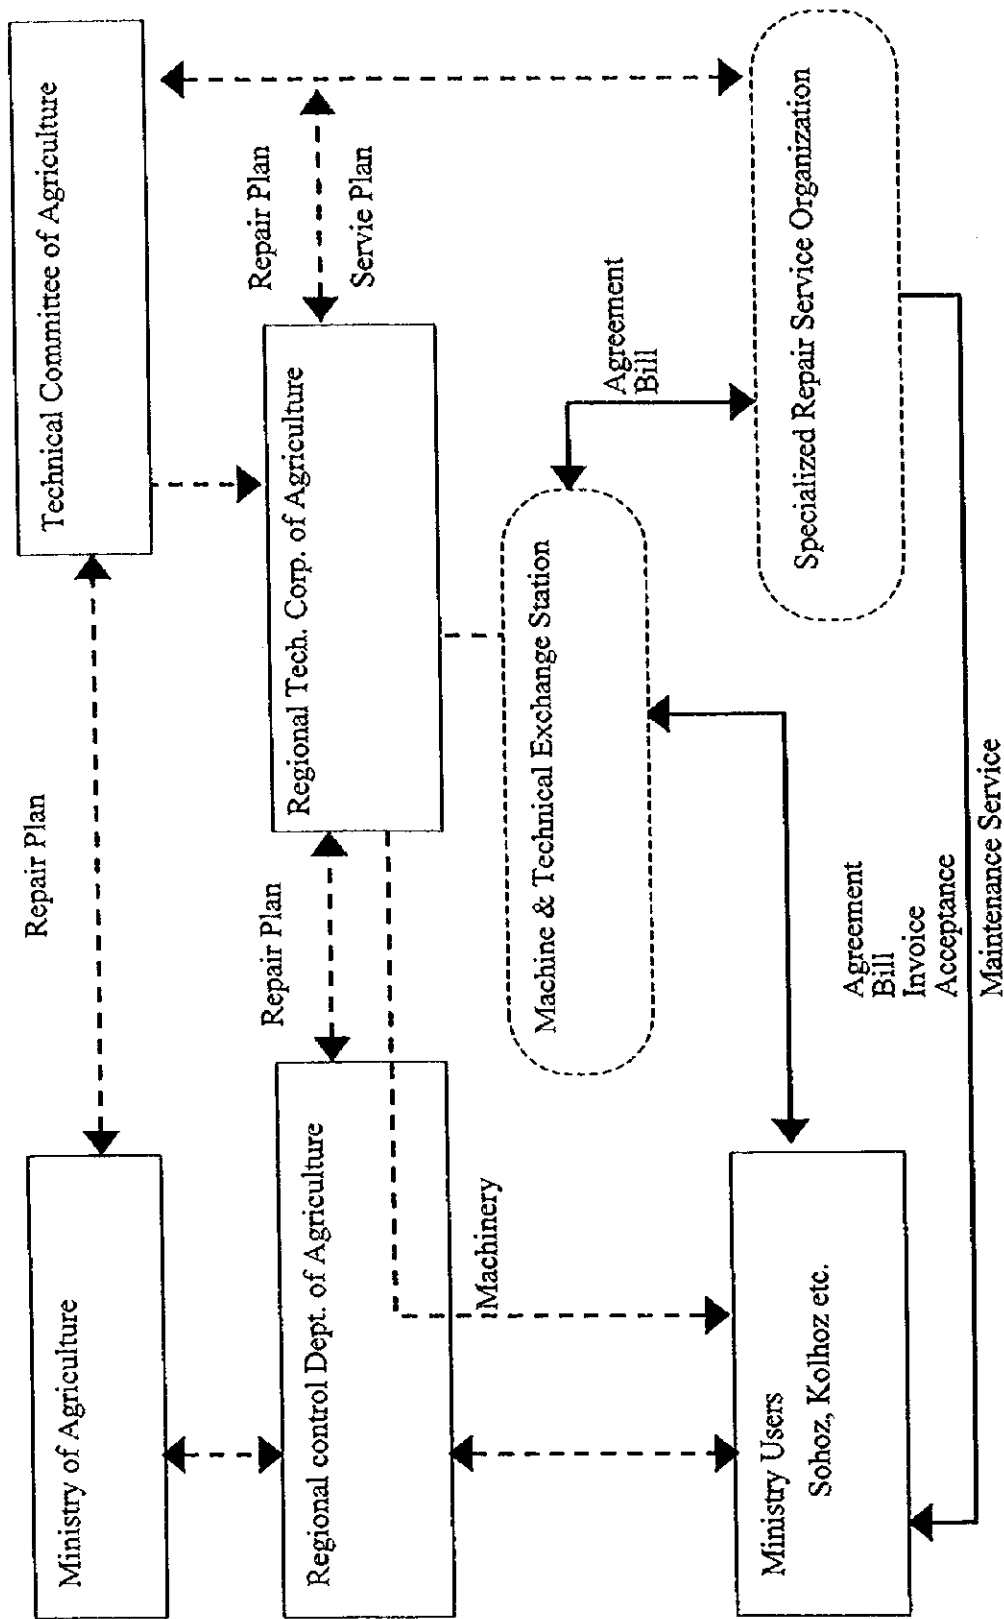 Ministry of Agriculture
Repair Plan
Technical Committee of Agriculture
Regional control Dept. of Agriculture
Repair Plan
Regional Tech. Corp. of Agriculture
Repair Plan
Servie Plan
Machinery
Machine & Technical Exchange Station
Agreement
Bill
Ministry Users
Sohoz, Kolhoz etc.
Agreement
Bill
Invoice
Acceptance
Maintenance Service
Specialized Repair Service Organization